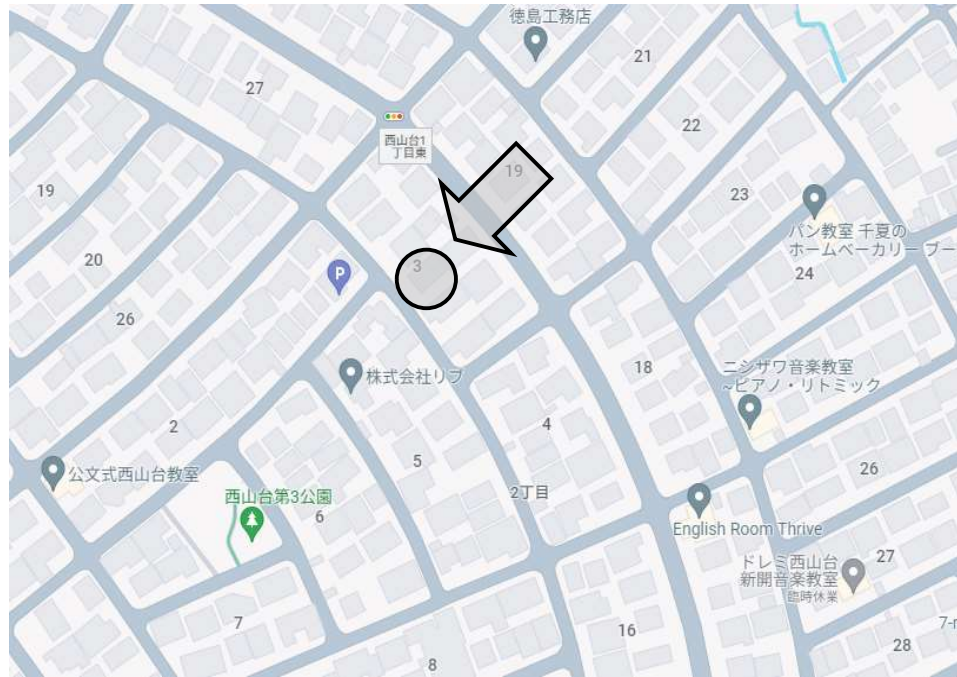 徳島工務店
21
27
西山台1
丁目東
22
19
19
23
パン教室 千夏の
ホームベーカリー ブー
3
20
24
P
26
18
ニシザワ音楽教室
~ピアノ・リトミック
株式会社リブ
2
4
5
公文式西山台教室
26
西山台第3公園
2丁目
6
English Room Thrive
ドレミ西山台
新開音楽教室
臨時休業
27
7
16
7-r
28
8